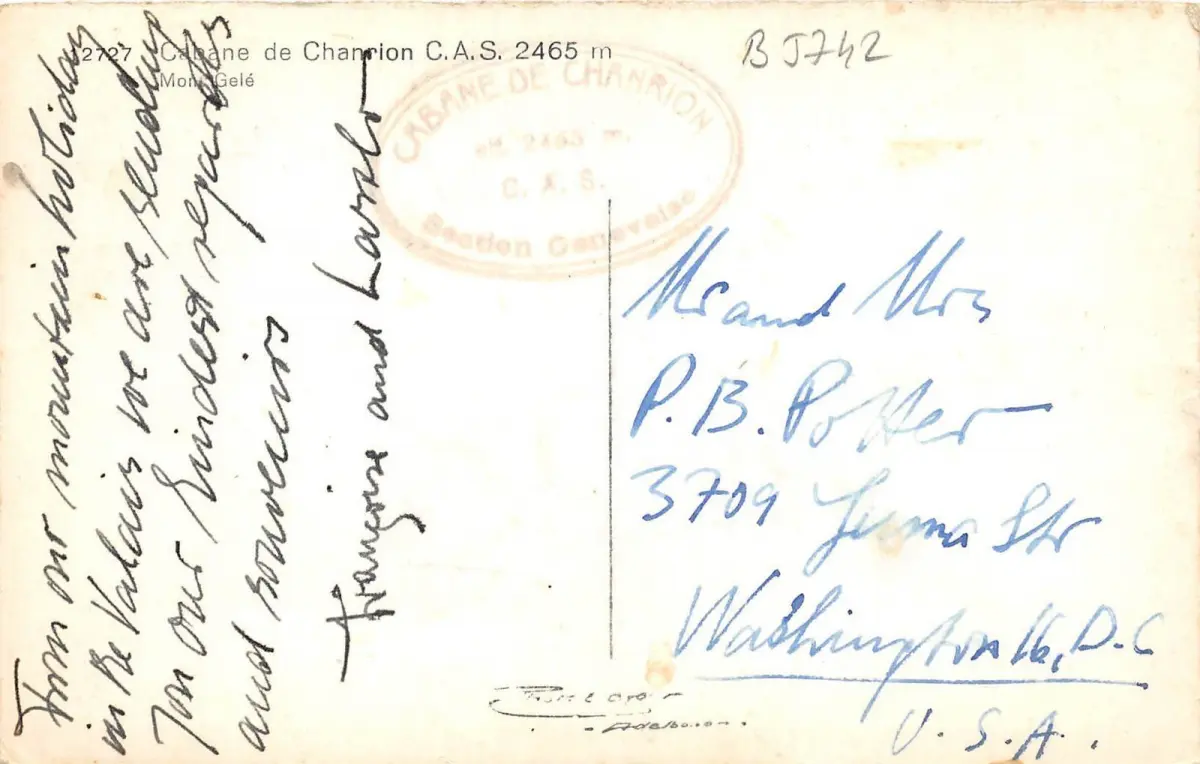 2727 Cabane de Chanrion C.A.S. 2465 m
Mont Gelé
BJ742
CABANE DE CHANRION
alt. 2465 m.
C. A. S.
Section Genevoise
From our mountain holiday
in the Valais we are sending
You our kindest regards
and souvenirs
Françoise and Laszlo
Mr and Mrs
P. B. Potter
3709 Str
Washington 16, D.C
U.S.A.
Adelboden